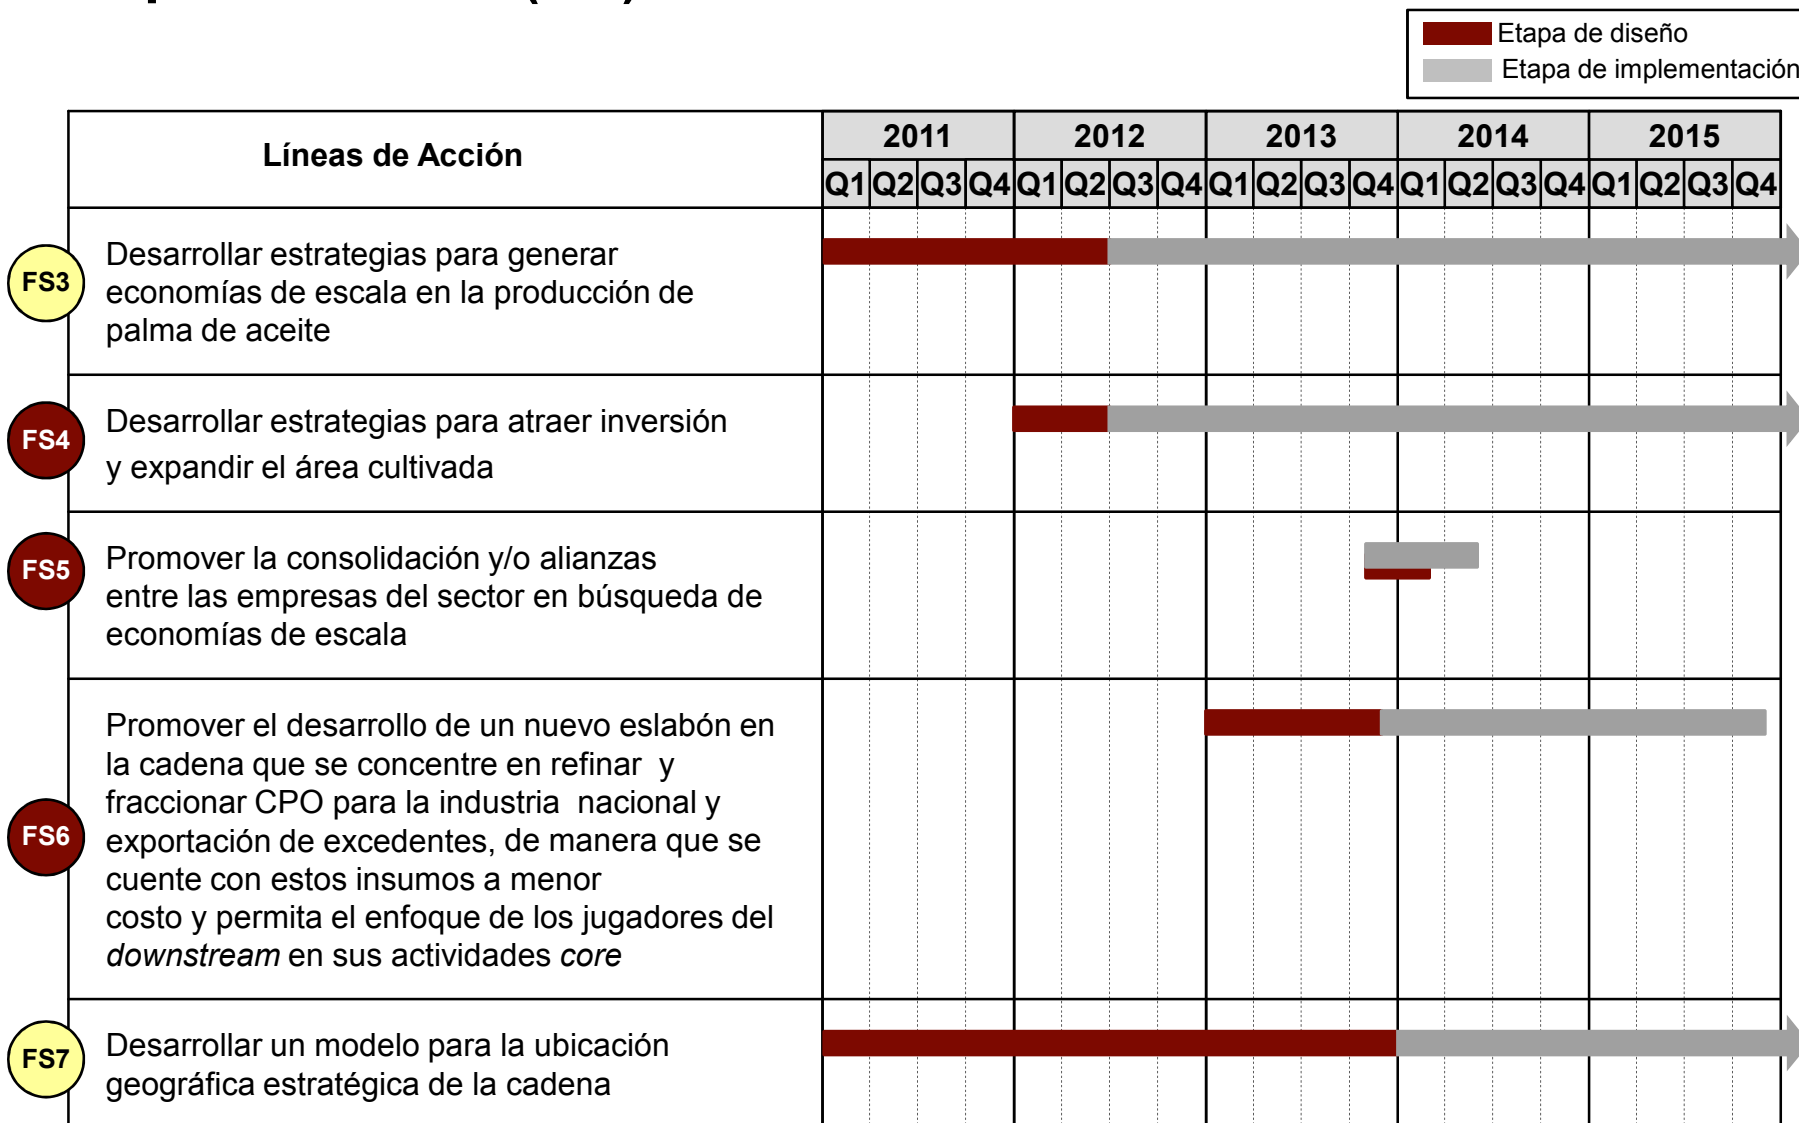 Etapa de diseño
Etapa de implementación
Líneas de Acción
2011 2012 2013 2014 2015
Q1 Q2 Q3 Q4 Q1 Q2 Q3 Q4 Q1 Q2 Q3 Q4 Q1 Q2 Q3 Q4 Q1 Q2 Q3 Q4
FS3
Desarrollar estrategias para generar
economías de escala en la producción de
palma de aceite
FS4
Desarrollar estrategias para atraer inversión
y expandir el área cultivada
FS5
Promover la consolidación y/o alianzas
entre las empresas del sector en búsqueda de
economías de escala
FS6
Promover el desarrollo de un nuevo eslabón en
la cadena que se concentre en refinar y
fraccionar CPO para la industria nacional y
exportación de excedentes, de manera que se
cuente con estos insumos a menor
costo y permita el enfoque de los jugadores del
downstream en sus actividades core
FS7
Desarrollar un modelo para la ubicación
geográfica estratégica de la cadena